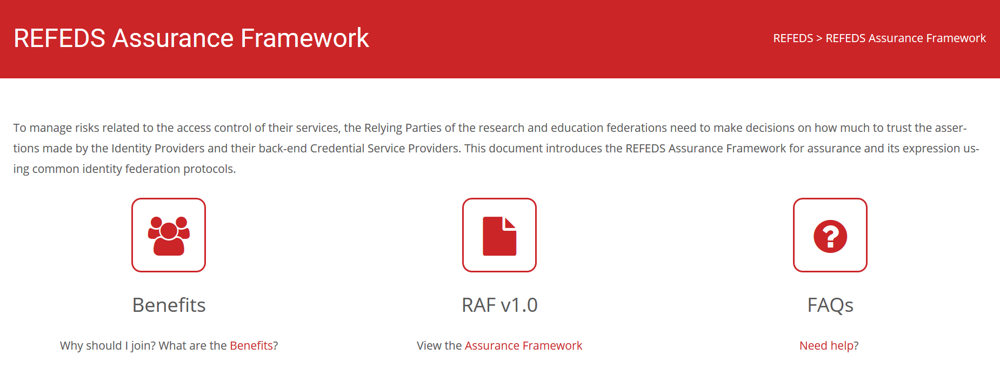 REFEDS Assurance Framework
REFEDS > REFEDS Assurance Framework
To manage risks related to the access control of their services, the Relying Parties of the research and education federations need to make decisions on how much to trust the asser-
tions made by the Identity Providers and their back-end Credential Service Providers. This document introduces the REFEDS Assurance Framework for assurance and its expression us-
ing common identity federation protocols.
Benefits
RAF v1.0
FAQs
Why should I join? What are the Benefits?
View the Assurance Framework
Need help?